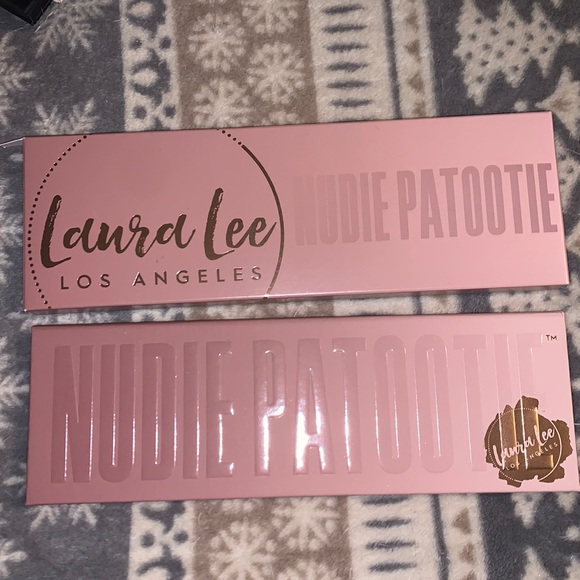 Laura Lee
LOS ANGELES
NUDIE PATOOTIE
NUDIE PATOOTIE™
Laura Lee
LOS ANGELES